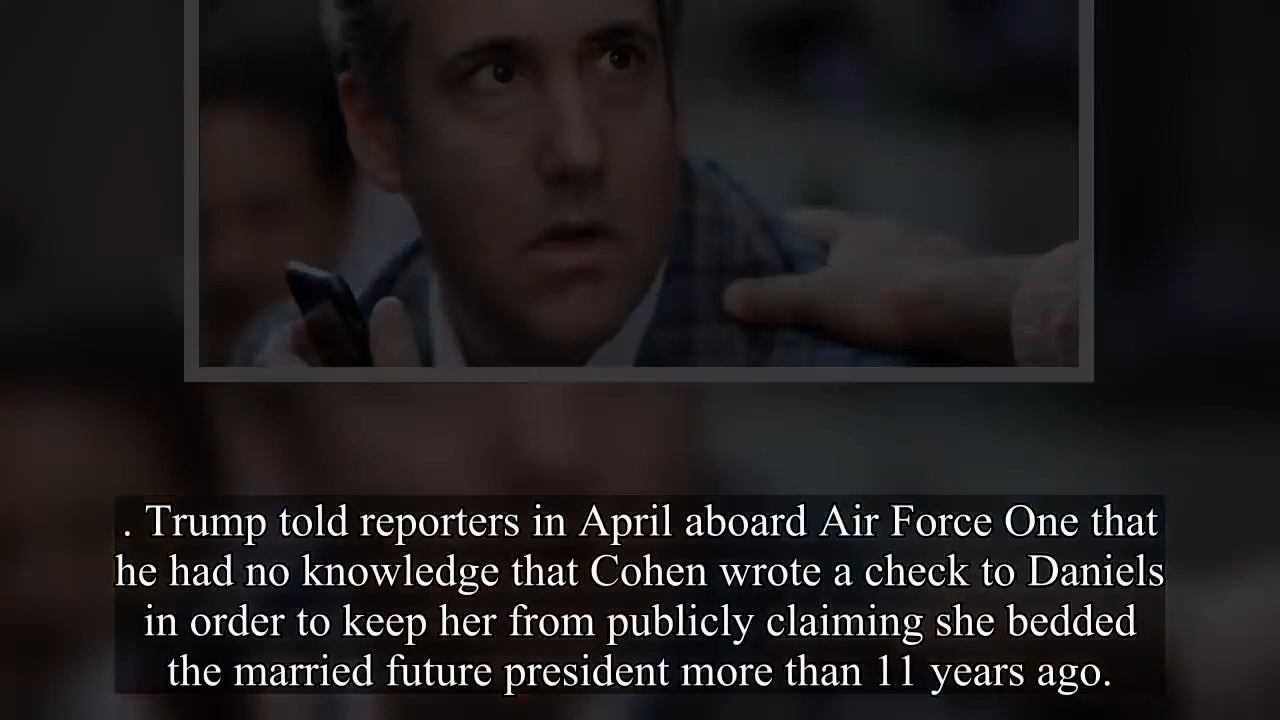 . Trump told reporters in April aboard Air Force One that
he had no knowledge that Cohen wrote a check to Daniels
in order to keep her from publicly claiming she bedded
the married future president more than 11 years ago.